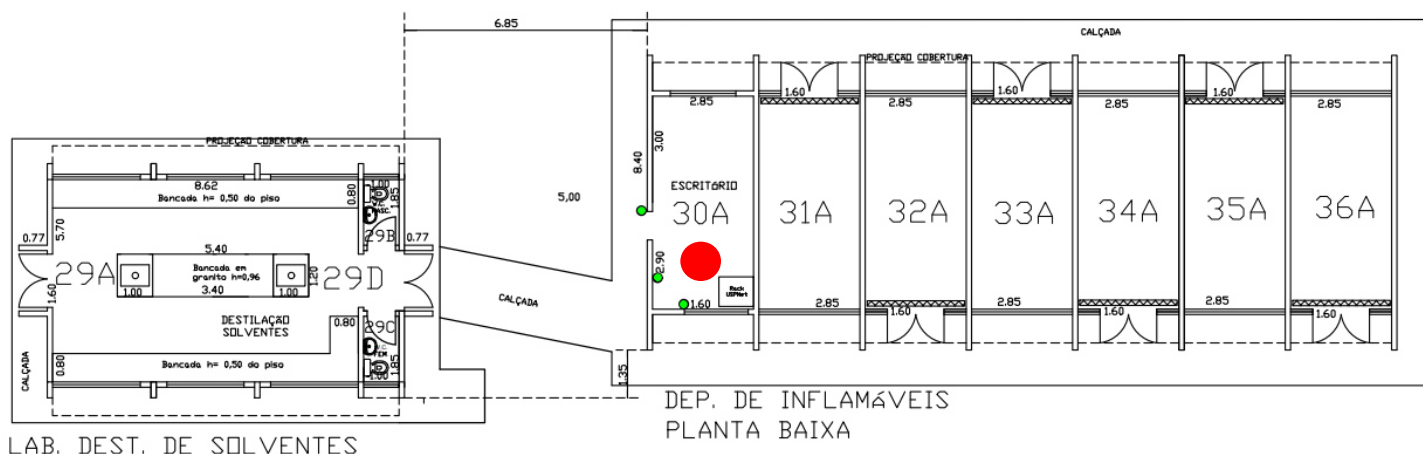 6.85
CALÇADA
PROJEÇÃO COBERTURA
2.85
1.60
2.85
1.60
2.85
1.60
2.85
3.00
8.40
ESCRITÓRIO
30A
31A
32A
33A
34A
35A
36A
2.90
Rack
USPNet
1.60
2.85
1.60
2.85
1.60
2.85
1.60
5,00
CALÇADA
1.35
PROJEÇÃO COBERTURA
8.62
Bancada h= 0,50 do piso
0.80
1.00
1.85
MASC.
29B
0.77
5.70
0.77
5.40
29A
Bancada em
granito h=0,96
29D
1.20
1.00
3.40
1.00
1.60
DESTILAÇÃO
SOLVENTES
0.80
29C
FEM
Bancada h= 0,50 do piso
0.80
1.85
1.00
CALÇADA
DEP. DE INFLAMáVEIS
PLANTA BAIXA
LAB. DEST. DE SOLVENTES